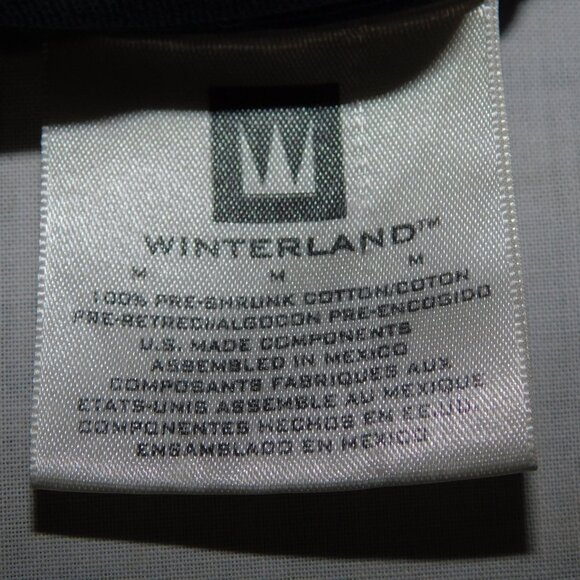 W
WINTERLAND™
M M M
100% PRE-SHRUNK COTTON/COTON
PRE-RETRECI/ALGOCON PRE-ENCOGIDO
U.S. MADE COMPONENTS
ASSEMBLED IN MEXICO
COMPOSANTS FABRIQUES AUX
ETATS-UNIS ASSEMBLE AU MEXIQUE
COMPONENTES HECHOS EN EE.UU.
ENSAMBLADO EN MEXICO